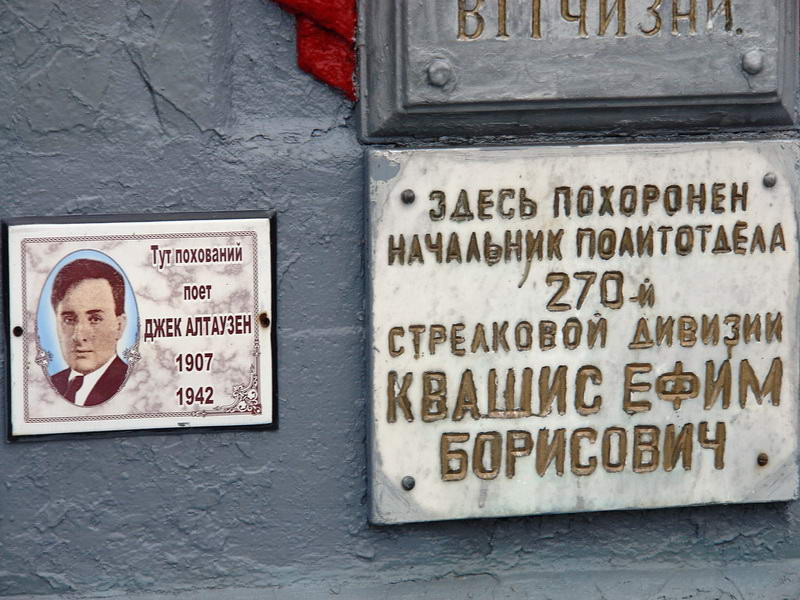 ВІТЧИЗНИ.
Тут похований
поет
ДЖЕК АЛТАУЗЕН
1907
1942
ЗДЕСЬ ПОХОРОНЕН
НАЧАЛЬНИК ПОЛИТОТДЕЛА
270-й
СТРЕЛКОВОЙ ДИВИЗИИ
КВАШИС ЕФИМ
БОРИСОВИЧ